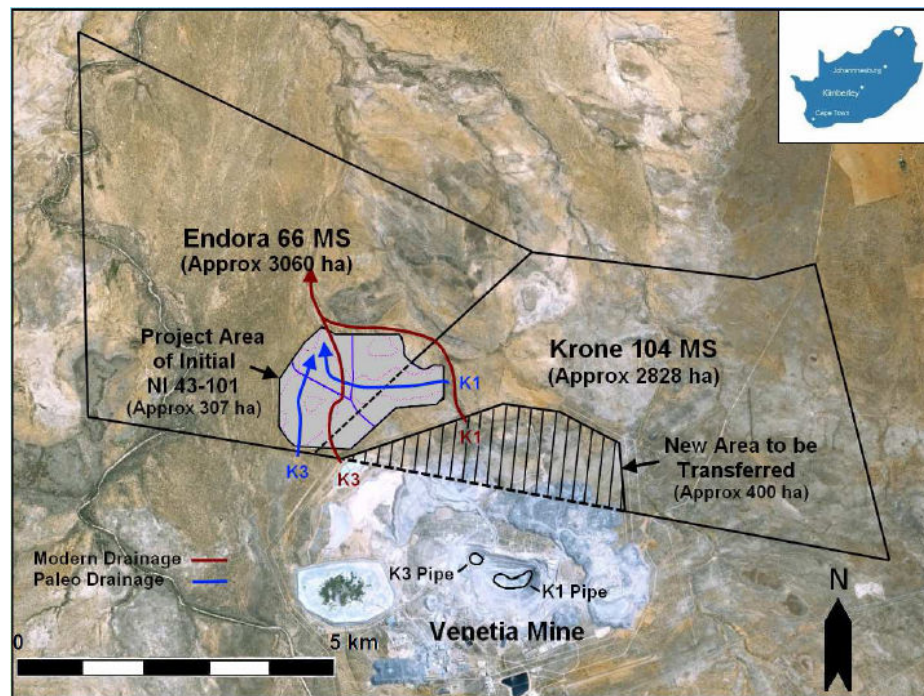 Johannesburg
Kimberley
Cape Town
Endora 66 MS
(Approx 3060 ha)
Project Area
of Initial
NI 43-101
(Approx 307 ha)
Krone 104 MS
(Approx 2828 ha)
K1
K1
K3
K3
New Area to be
Transferred
(Approx 400 ha)
Modern Drainage
Paleo Drainage
K3 Pipe
K1 Pipe
Venetia Mine
N
0
5 km